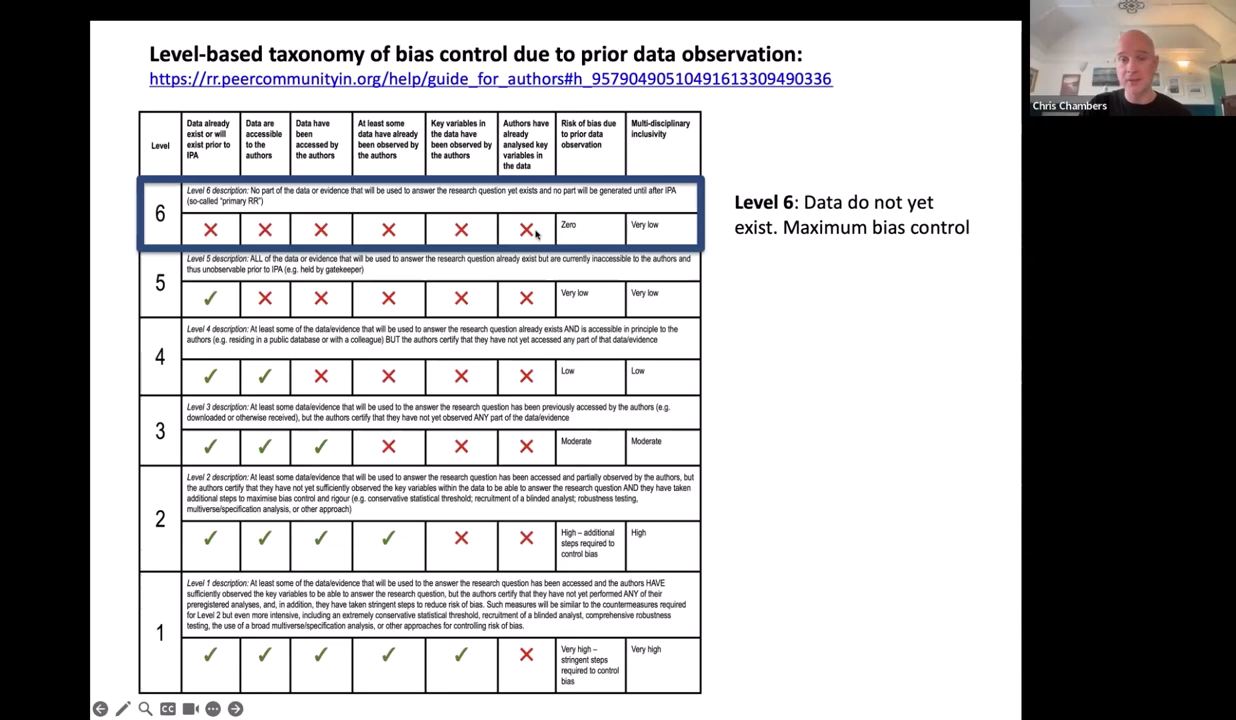 Level-based taxonomy of bias control due to prior data observation:
https://rr.peercommunityin.org/help/guide_for_authors#h_95790490510491613309490336
Chris Chambers
Level
Data already
exist or will
exist prior to
IPA
Data are
accessible
to the
authors
Data have
been
accessed by
the authors
At least some
data have already
been observed by
the authors
Key variables in
the data have
been observed by
the authors
Authors have
already
analysed key
variables in
the data
Risk of bias due
to prior data
observation
Multi-disciplinary
inclusivity
6
Level 6 description: No part of the data or evidence that will be used to answer the research question yet exists and no part will be generated until after IPA
(so-called “primary RR”)
✕ ✕ ✕ ✕ ✕ ✕ Zero Very low
Level 6: Data do not yet
exist. Maximum bias control
5
Level 5 description: ALL of the data or evidence that will be used to answer the research question already exist but are currently inaccessible to the authors and
thus unobservable prior to IPA (e.g. held by gatekeeper)
✓ ✕ ✕ ✕ ✕ ✕ Very low Very low
4
Level 4 description: At least some of the data/evidence that will be used to answer the research question already exists AND is accessible in principle to the
authors (e.g. residing in a public database or with a colleague) BUT the authors certify that they have not yet accessed any part of that data/evidence
✓ ✓ ✕ ✕ ✕ ✕ Low Low
3
Level 3 description: At least some data/evidence that will be used to the answer the research question has been previously accessed by the authors (e.g.
downloaded or otherwise received), but the authors certify that they have not yet observed ANY part of the data/evidence
✓ ✓ ✓ ✕ ✕ ✕ Moderate Moderate
2
Level 2 description: At least some data/evidence that will be used to answer the research question has been accessed and partially observed by the authors, but
the authors certify that they have not yet sufficiently observed the key variables within the data to be able to answer the research question AND they have taken
additional steps to maximise bias control and rigour (e.g. conservative statistical threshold; recruitment of a blinded analyst; robustness testing,
multiverse/specification analysis, or other approach)
✓ ✓ ✓ ✓ ✕ ✕
High – additional
steps required to
control bias
High
1
Level 1 description: At least some of the data/evidence that will be used to the answer the research question has been accessed and the authors HAVE
sufficiently observed the key variables to be able to answer the research question, but the authors certify that they have not yet performed ANY of their
preregistered analyses, and, in addition, they have taken stringent steps to reduce risk of bias. Such measures will be similar to the countermeasures required
for Level 2 but even more intensive, including an extremely conservative statistical threshold, recruitment of a blinded analyst, comprehensive robustness
testing, the use of a broad multiverse/specification analysis, or other approaches for controlling risk of bias.
✓ ✓ ✓ ✓ ✓ ✕
Very high –
stringent steps
required to control
bias
Very high
CC